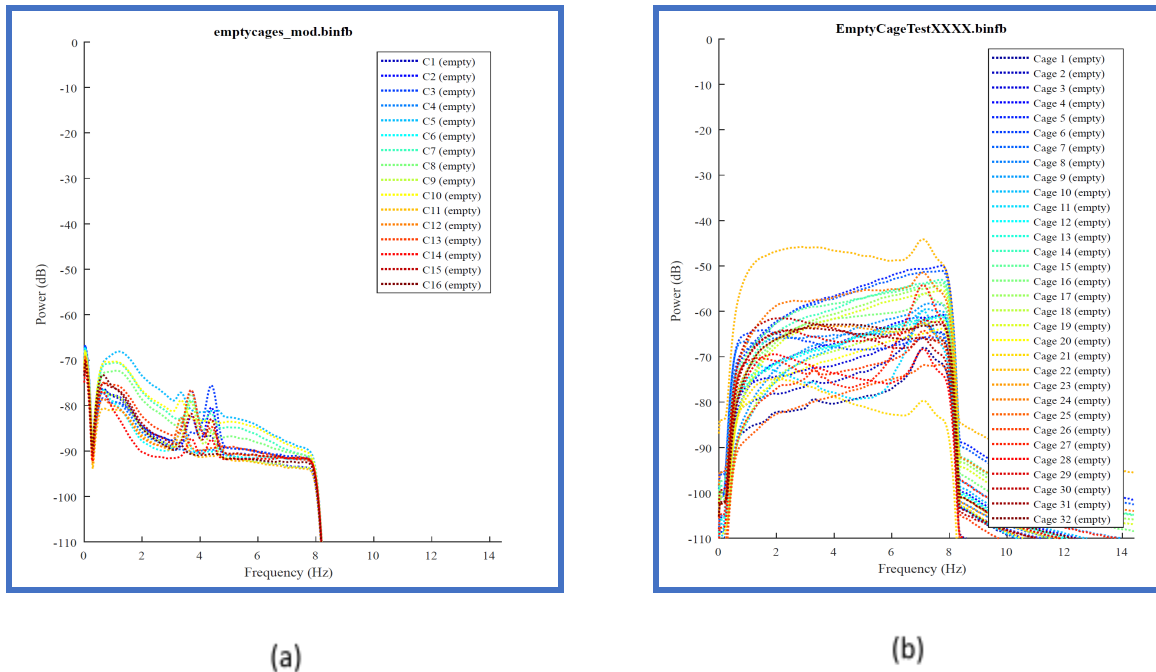 emptycages_mod.binfb
0
-10
-20
-30
-40
-50
-60
-70
-80
-90
-100
-110
Power (dB)
C1 (empty)
C2 (empty)
C3 (empty)
C4 (empty)
C5 (empty)
C6 (empty)
C7 (empty)
C8 (empty)
C9 (empty)
C10 (empty)
C11 (empty)
C12 (empty)
C13 (empty)
C14 (empty)
C15 (empty)
C16 (empty)
0 2 4 6 8 10 12 14
Frequency (Hz)
(a)
EmptyCageTestXXXX.binfb
0
-10
-20
-30
-40
-50
-60
-70
-80
-90
-100
-110
Power (dB)
Cage 1 (empty)
Cage 2 (empty)
Cage 3 (empty)
Cage 4 (empty)
Cage 5 (empty)
Cage 6 (empty)
Cage 7 (empty)
Cage 8 (empty)
Cage 9 (empty)
Cage 10 (empty)
Cage 11 (empty)
Cage 12 (empty)
Cage 13 (empty)
Cage 14 (empty)
Cage 15 (empty)
Cage 16 (empty)
Cage 17 (empty)
Cage 18 (empty)
Cage 19 (empty)
Cage 20 (empty)
Cage 21 (empty)
Cage 22 (empty)
Cage 23 (empty)
Cage 24 (empty)
Cage 25 (empty)
Cage 26 (empty)
Cage 27 (empty)
Cage 28 (empty)
Cage 29 (empty)
Cage 30 (empty)
Cage 31 (empty)
Cage 32 (empty)
0 2 4 6 8 10 12 14
Frequency (Hz)
(b)